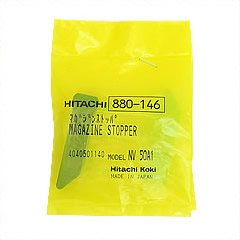 HITACHI 880-146
マガジンストッパ
MAGAZINE STOPPER
4049501140 MODEL NV 50A1
Hitachi Koki
MADE IN JAPAN